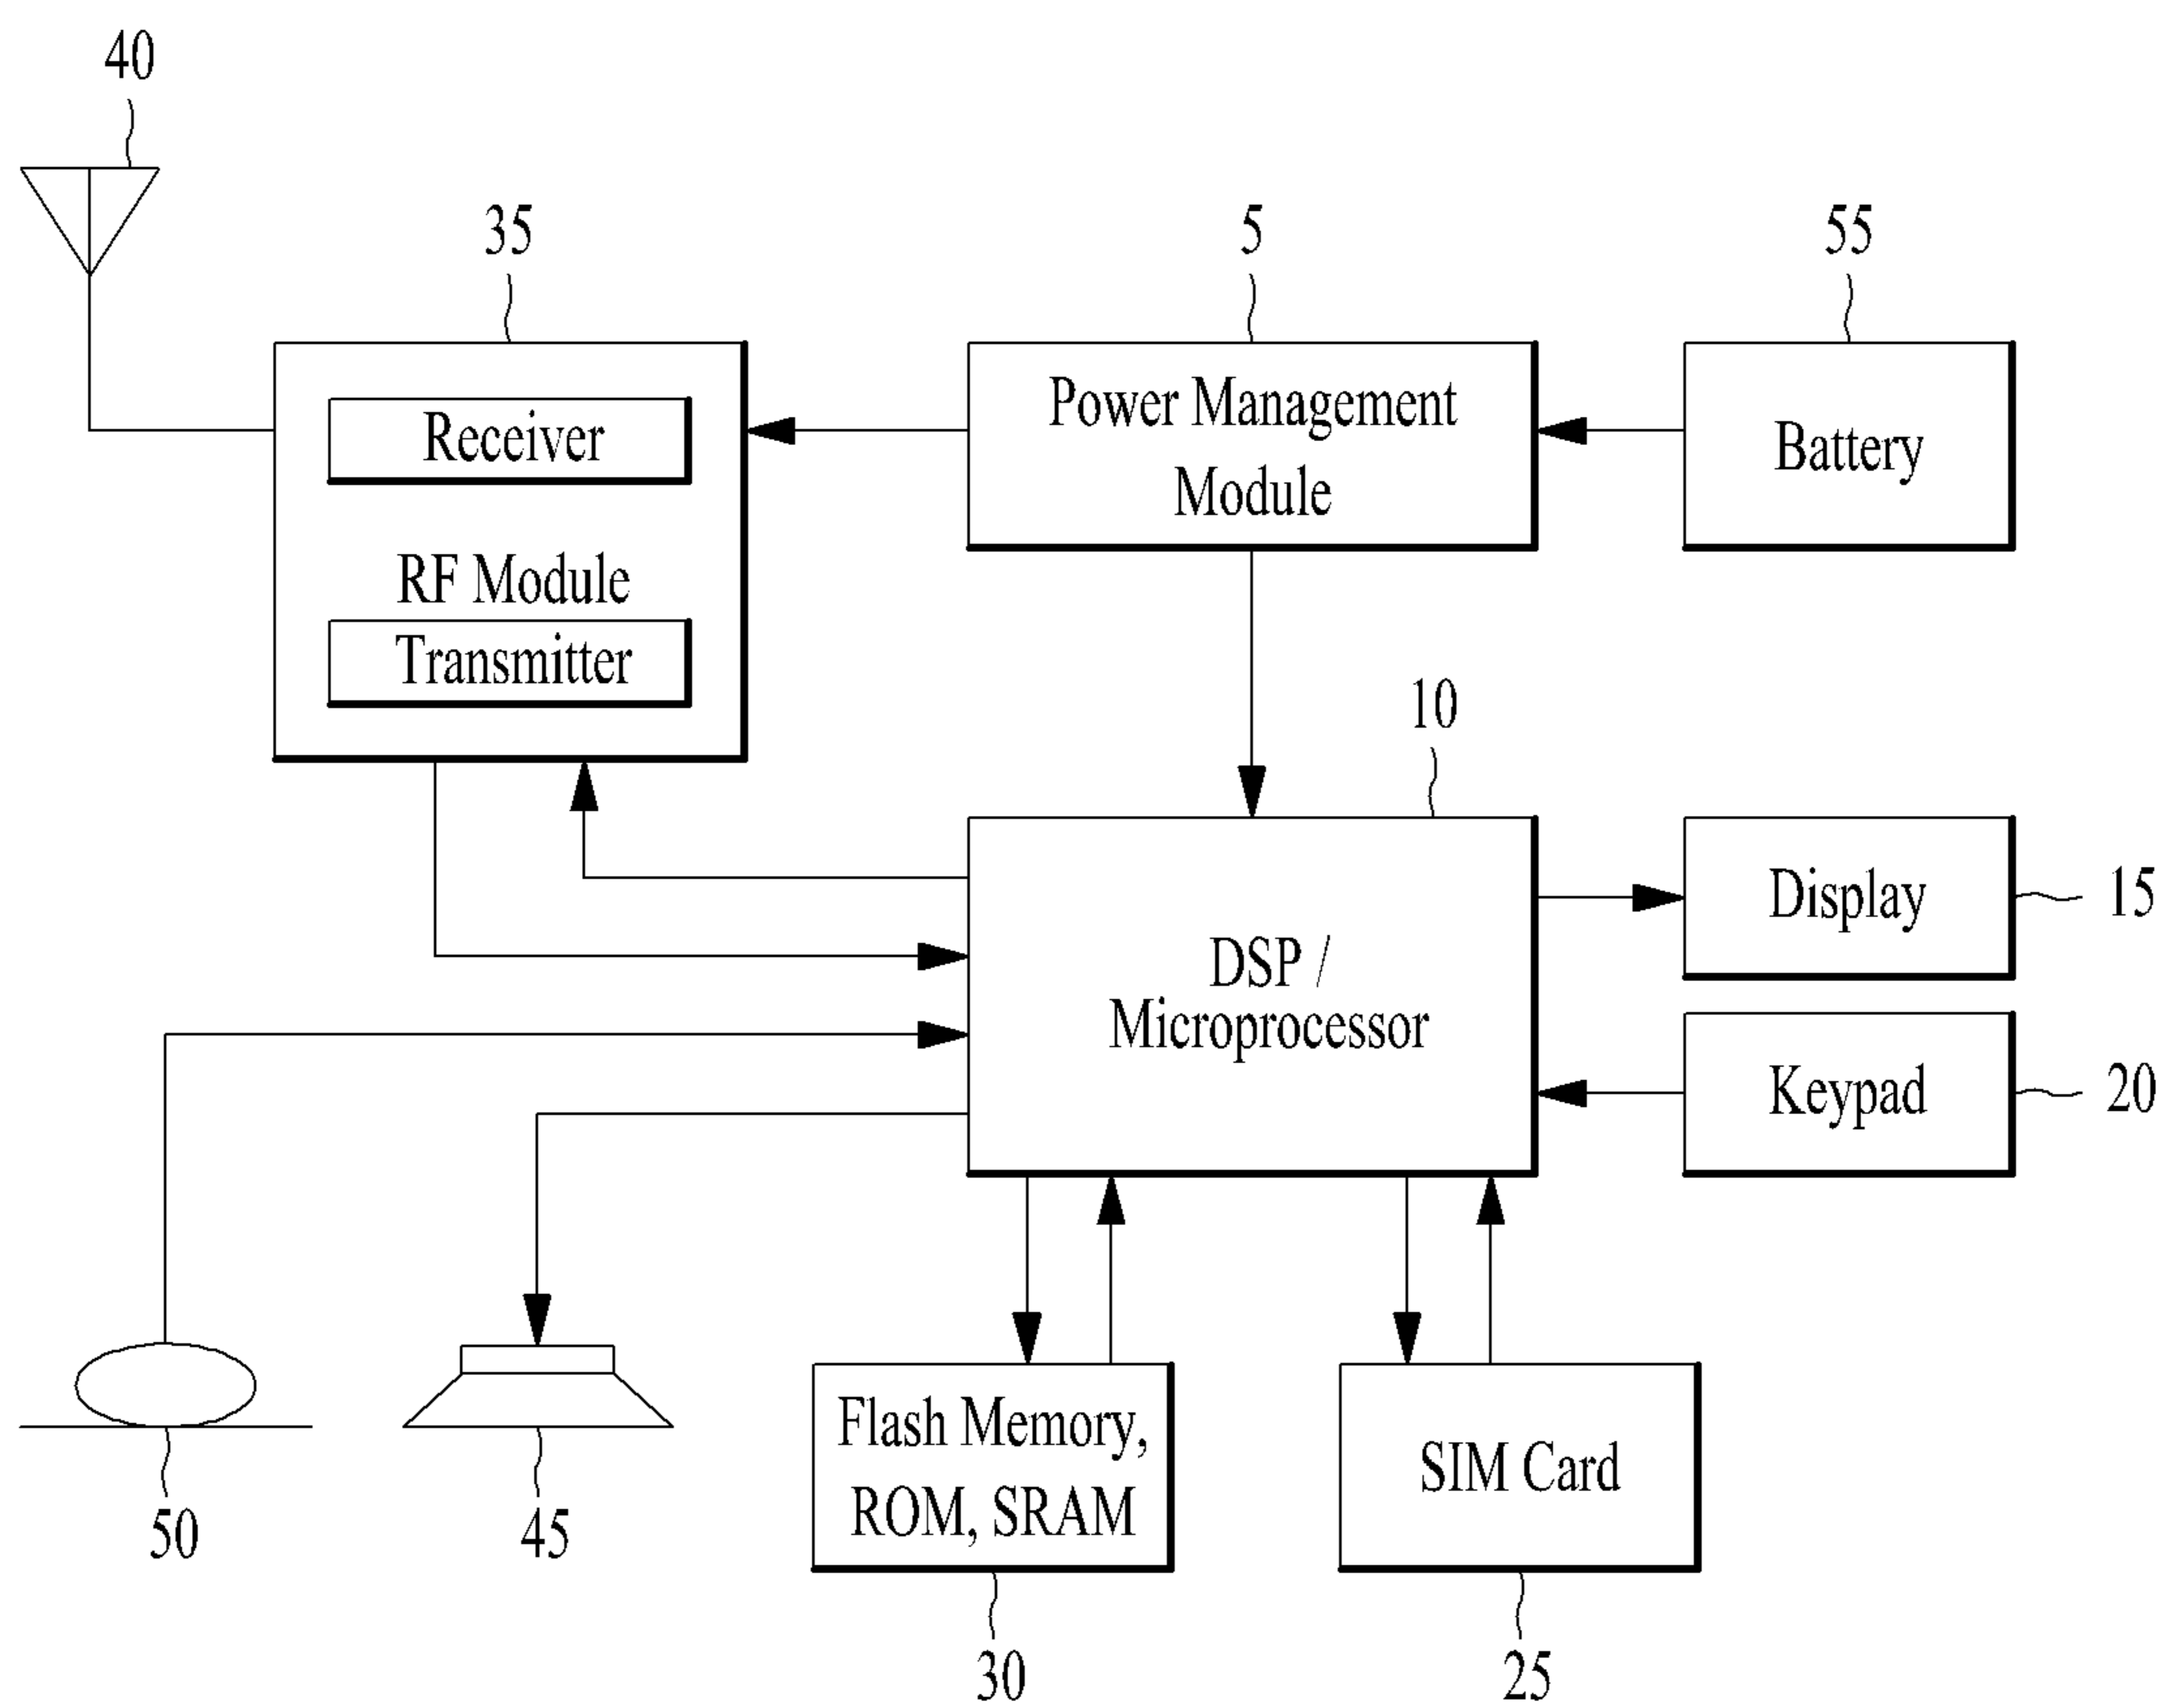 40
35
5
55
Receiver
RF Module
Transmitter
Power Management
Module
Battery
10
DSP /
Microprocessor
Display
15
Keypad
20
Flash Memory,
ROM, SRAM
SIM Card
50
45
30
25